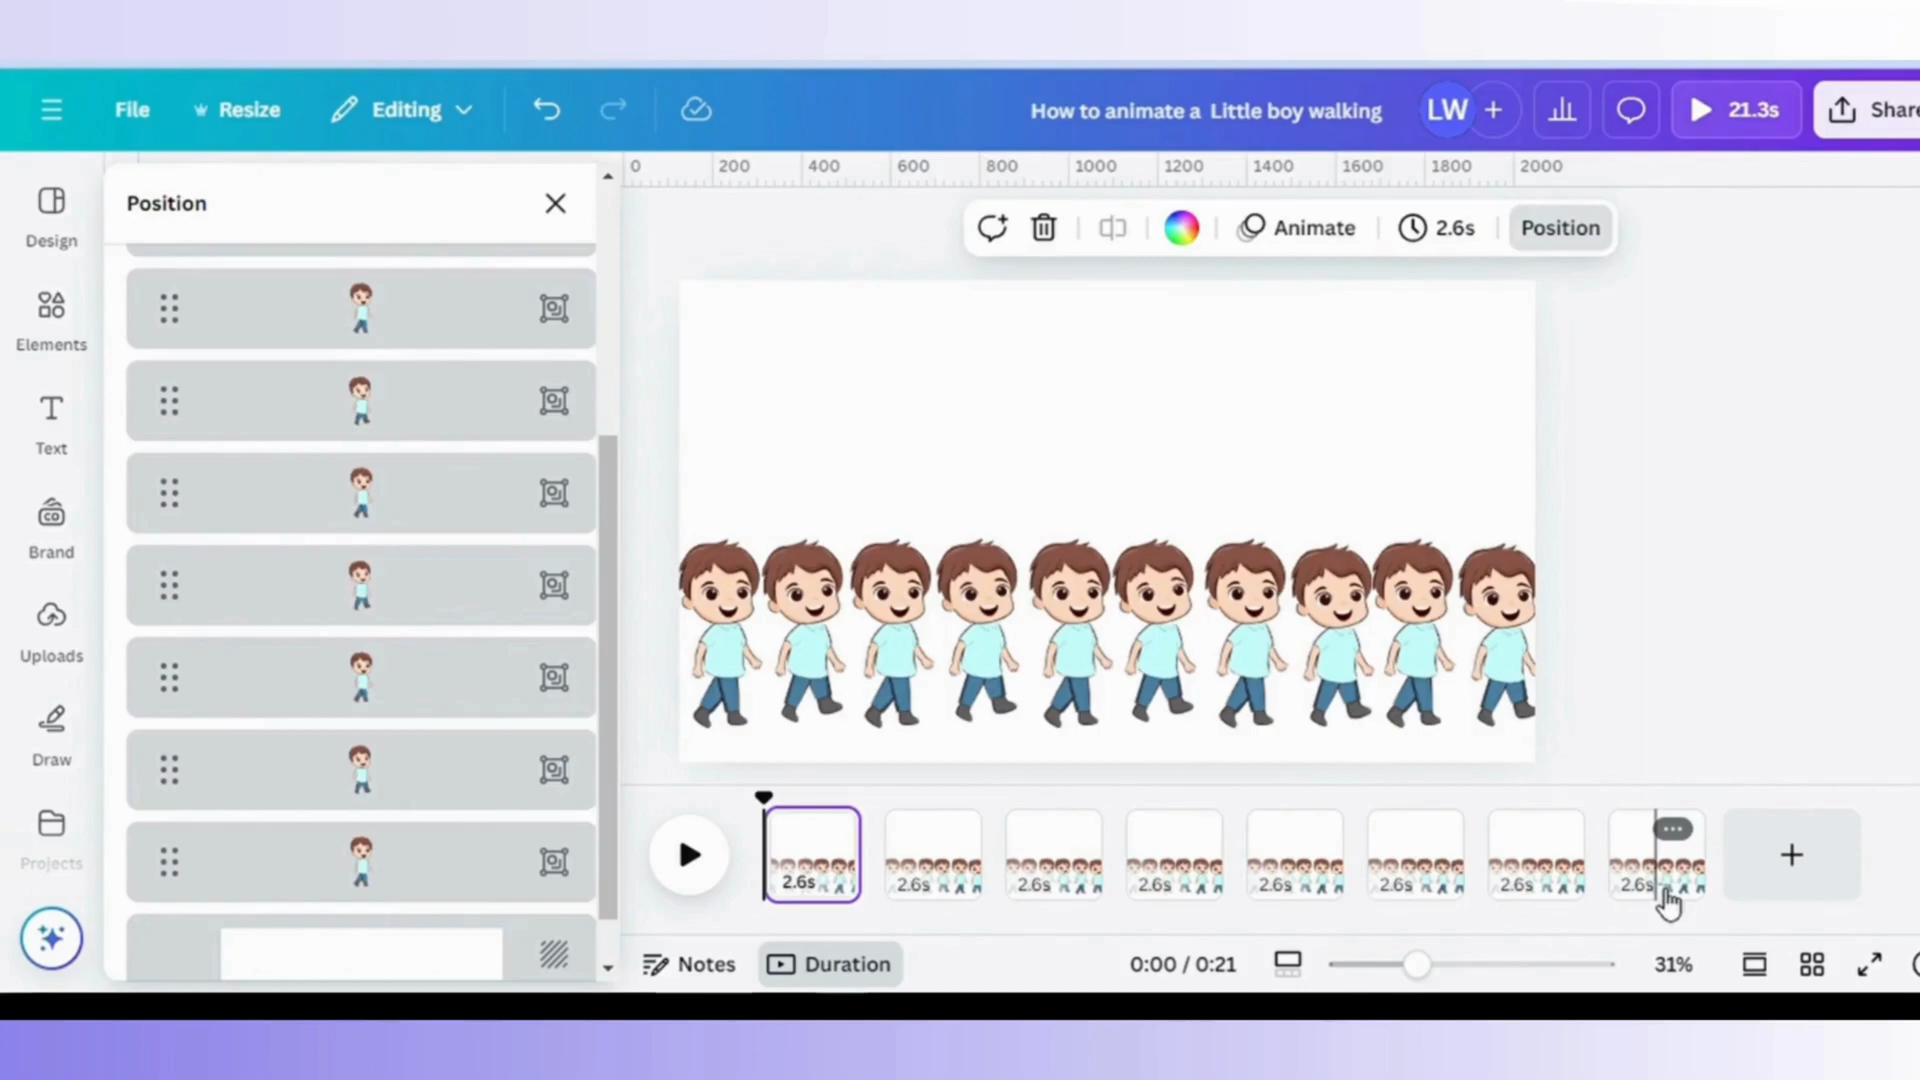 File
Resize
Editing
How to animate a Little boy walking
LW
+
21.3s
Share
Design
Elements
Text
Brand
CO
Uploads
Draw
Projects
Position
0 200 400 600 800 1000 1200 1400 1600 1800 2000
Animate
2.6s
Position
2.6s 2.6s 2.6s 2.6s 2.6s 2.6s 2.6s 2.6s
Notes
Duration
0:00 / 0:21
31%